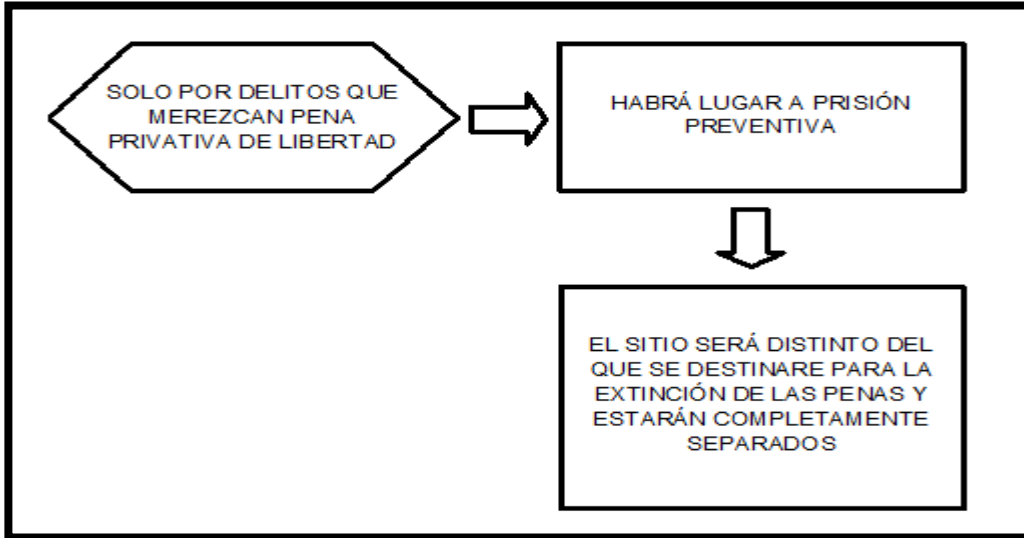 SOLO POR DELITOS QUE
MEREZCAN PENA
PRIVATIVA DE LIBERTAD
HABRÁ LUGAR A PRISIÓN
PREVENTIVA
EL SITIO SERÁ DISTINTO DEL
QUE SE DESTINARE PARA LA
EXTINCIÓN DE LAS PENAS Y
ESTARÁN COMPLETAMENTE
SEPARADOS